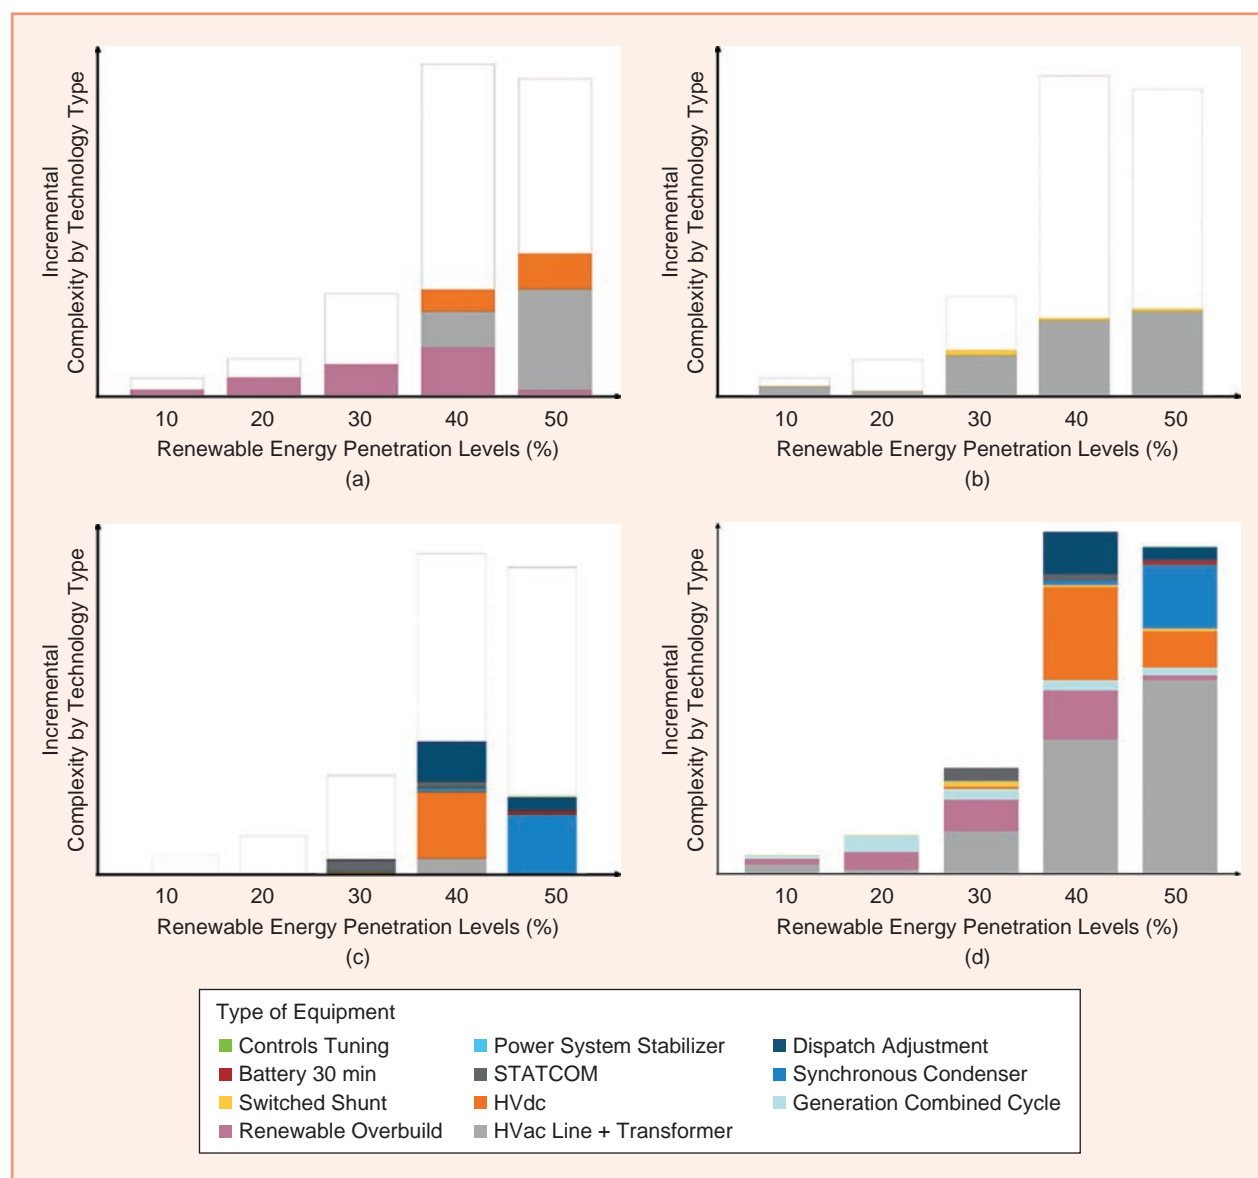 Incremental
Complexity by Technology Type
10 20 30 40 50
Renewable Energy Penetration Levels (%)
(a)
Incremental
Complexity by Technology Type
10 20 30 40 50
Renewable Energy Penetration Levels (%)
(b)
Incremental
Complexity by Technology Type
10 20 30 40 50
Renewable Energy Penetration Levels (%)
(c)
Incremental
Complexity by Technology Type
10 20 30 40 50
Renewable Energy Penetration Levels (%)
(d)
Type of Equipment
Controls Tuning
Battery 30 min
Switched Shunt
Renewable Overbuild
Power System Stabilizer
STATCOM
HVdc
HVac Line + Transformer
Dispatch Adjustment
Synchronous Condenser
Generation Combined Cycle